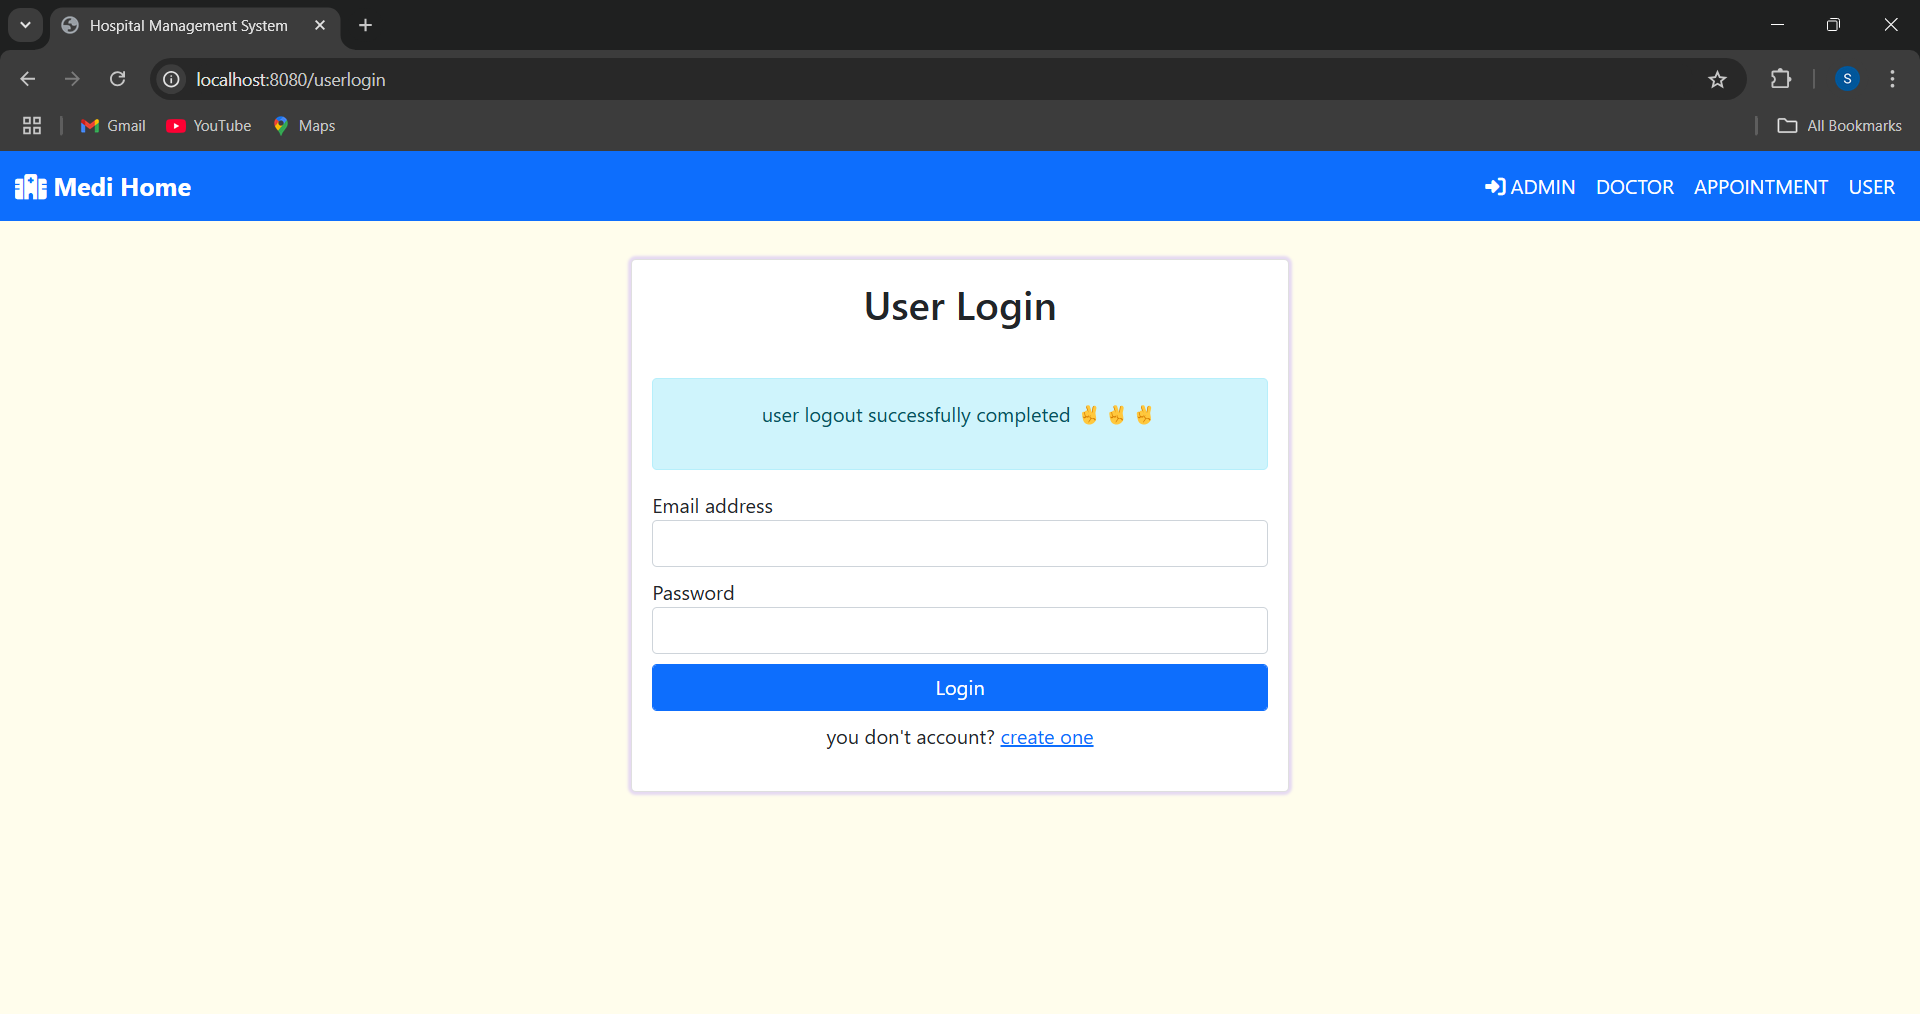 Hospital Management System
localhost:8080/userlogin
S
Gmail YouTube Maps All Bookmarks
Medi Home ADMIN DOCTOR APPOINTMENT USER
User Login
user logout successfully completed ✌️ ✌️ ✌️
Email address
Password
Login
you don't account? create one